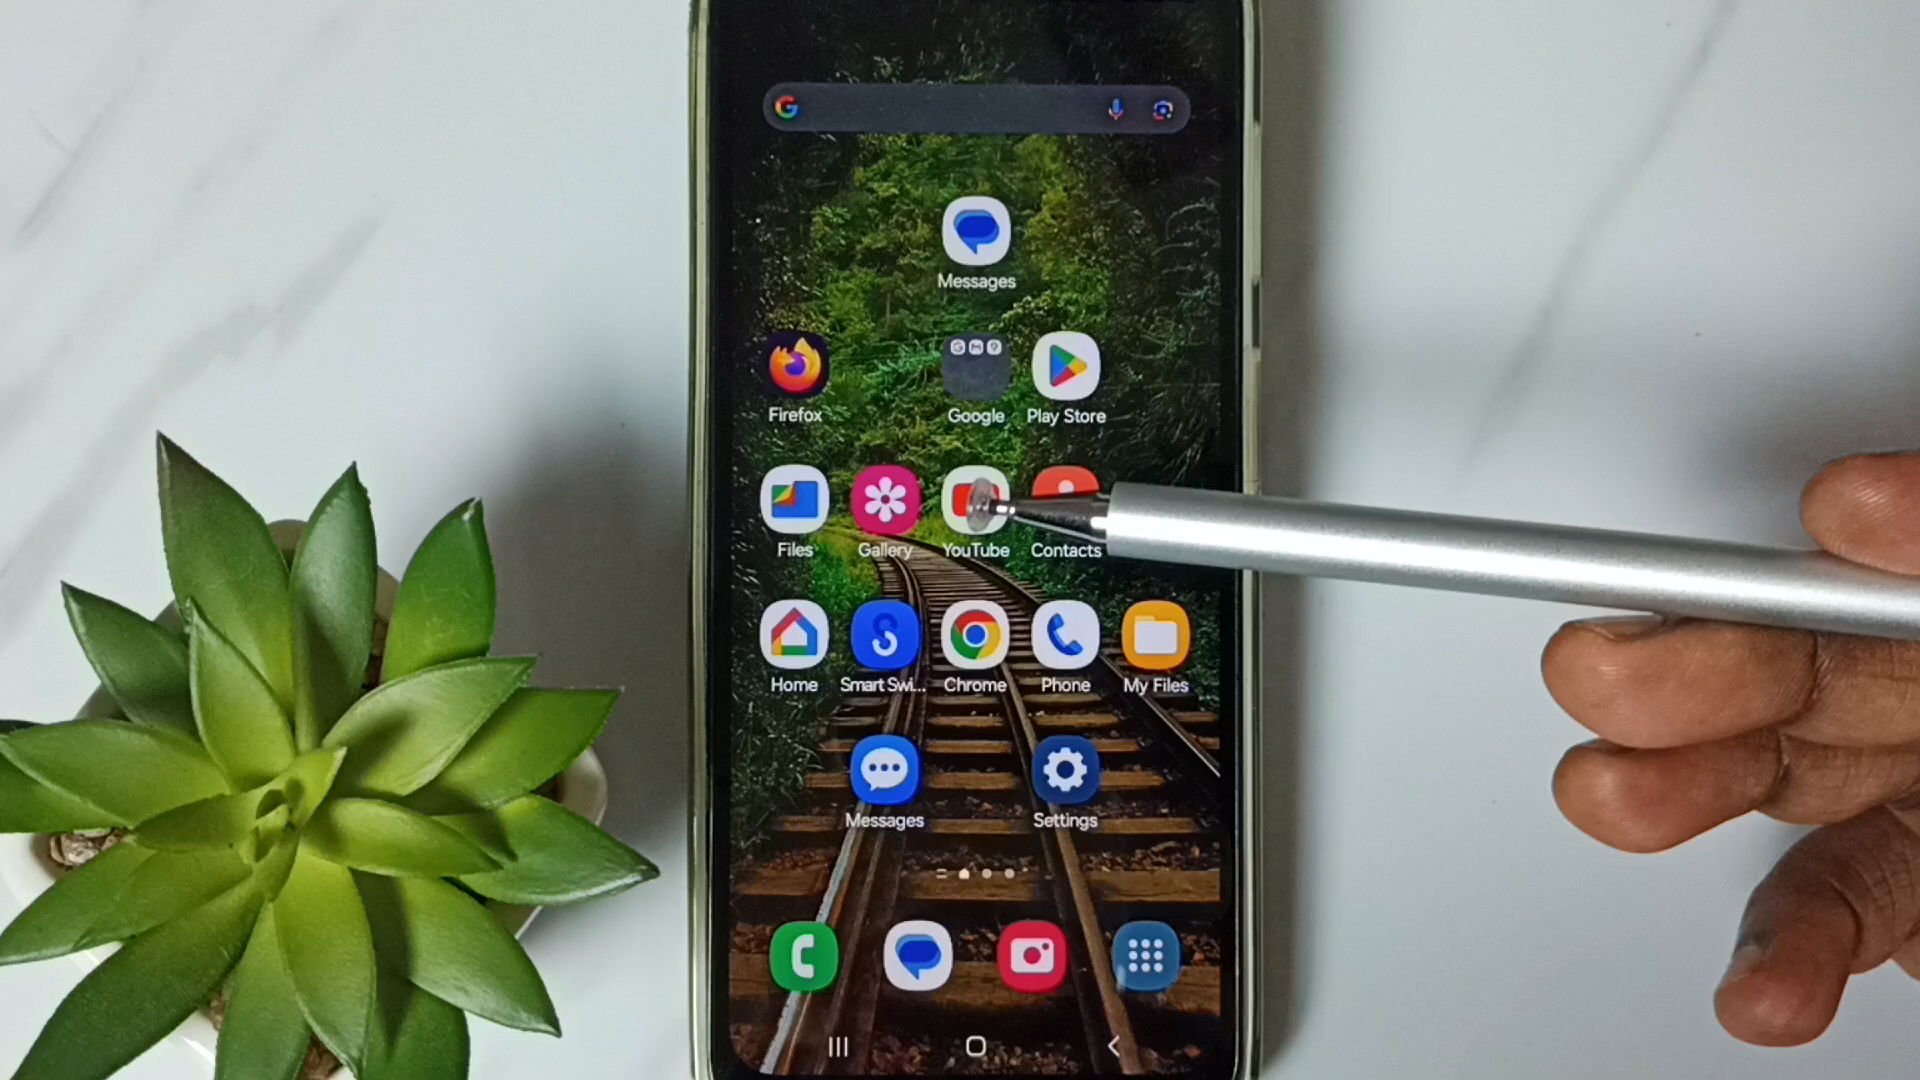 Messages
Firefox
Google
Play Store
Files
Gallery
YouTube
Contacts
Home
Smart Swi...
Chrome
Phone
My Files
Messages
Settings